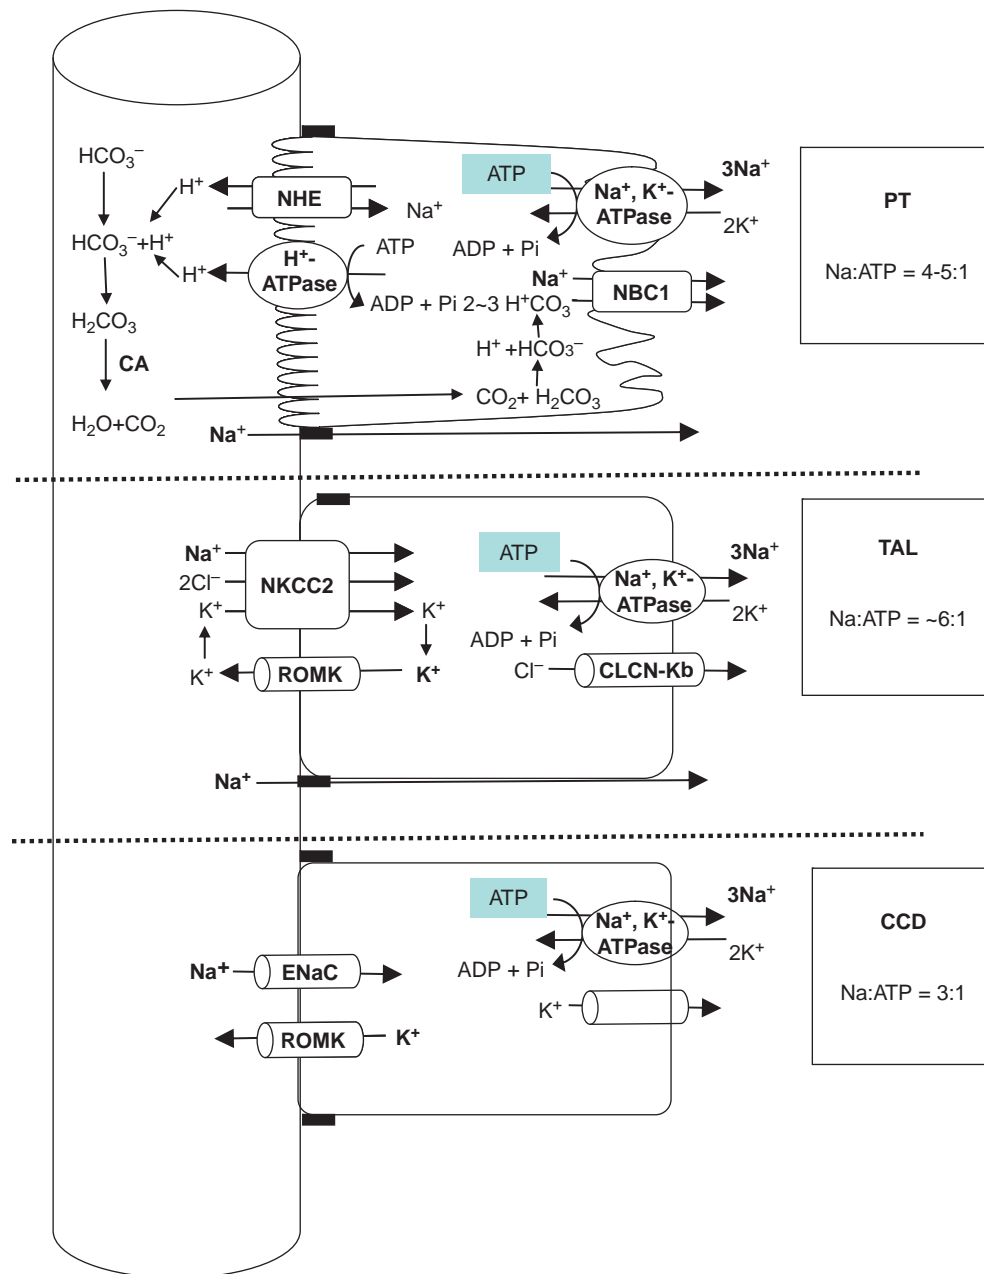 HCO₃⁻
H⁺
NHE
Na⁺
HCO₃⁻+H⁺
H⁺
H⁺-
ATPase
ATP
ADP + Pi
H₂CO₃
CA
H₂O+CO₂
ATP
Na⁺, K⁺-
ATPase
3Na⁺
2K⁺
ADP + Pi
Na⁺
2~3 H⁺CO₃⁻
NBC1
H⁺ +HCO₃⁻
CO₂+ H₂CO₃
Na⁺
PT
Na:ATP = 4-5:1
Na⁺
2Cl⁻
K⁺
NKCC2
K⁺
K⁺
ROMK
K⁺
ATP
Na⁺, K⁺-
ATPase
3Na⁺
2K⁺
ADP + Pi
Cl⁻
CLCN-Kb
Na⁺
TAL
Na:ATP = ~6:1
Na⁺
ENaC
ROMK
K⁺
ATP
Na⁺, K⁺-
ATPase
3Na⁺
2K⁺
ADP + Pi
K⁺
CCD
Na:ATP = 3:1